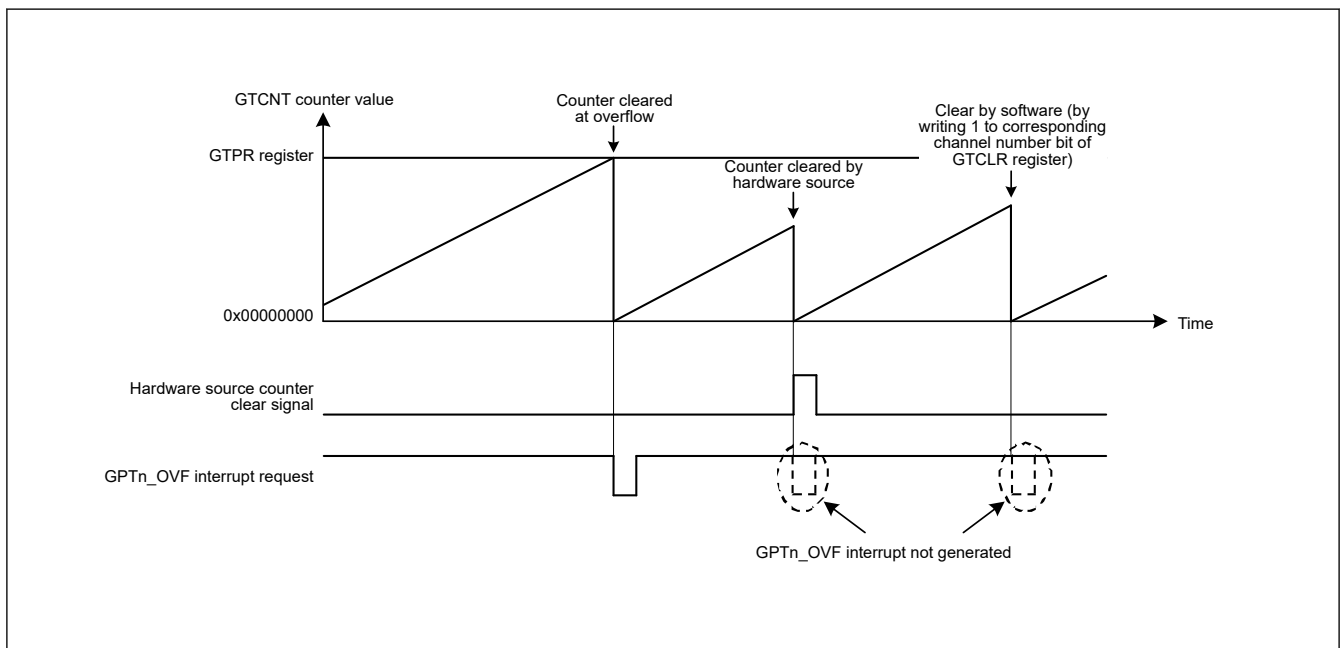 GTCNT counter value
Counter cleared
at overflow
Clear by software (by
writing 1 to corresponding
channel number bit of
GTCLR register)
GTPR register
Counter cleared by
hardware source
0x00000000
Time
Hardware source counter
clear signal
GPTn_OVF interrupt request
GPTn_OVF interrupt not generated